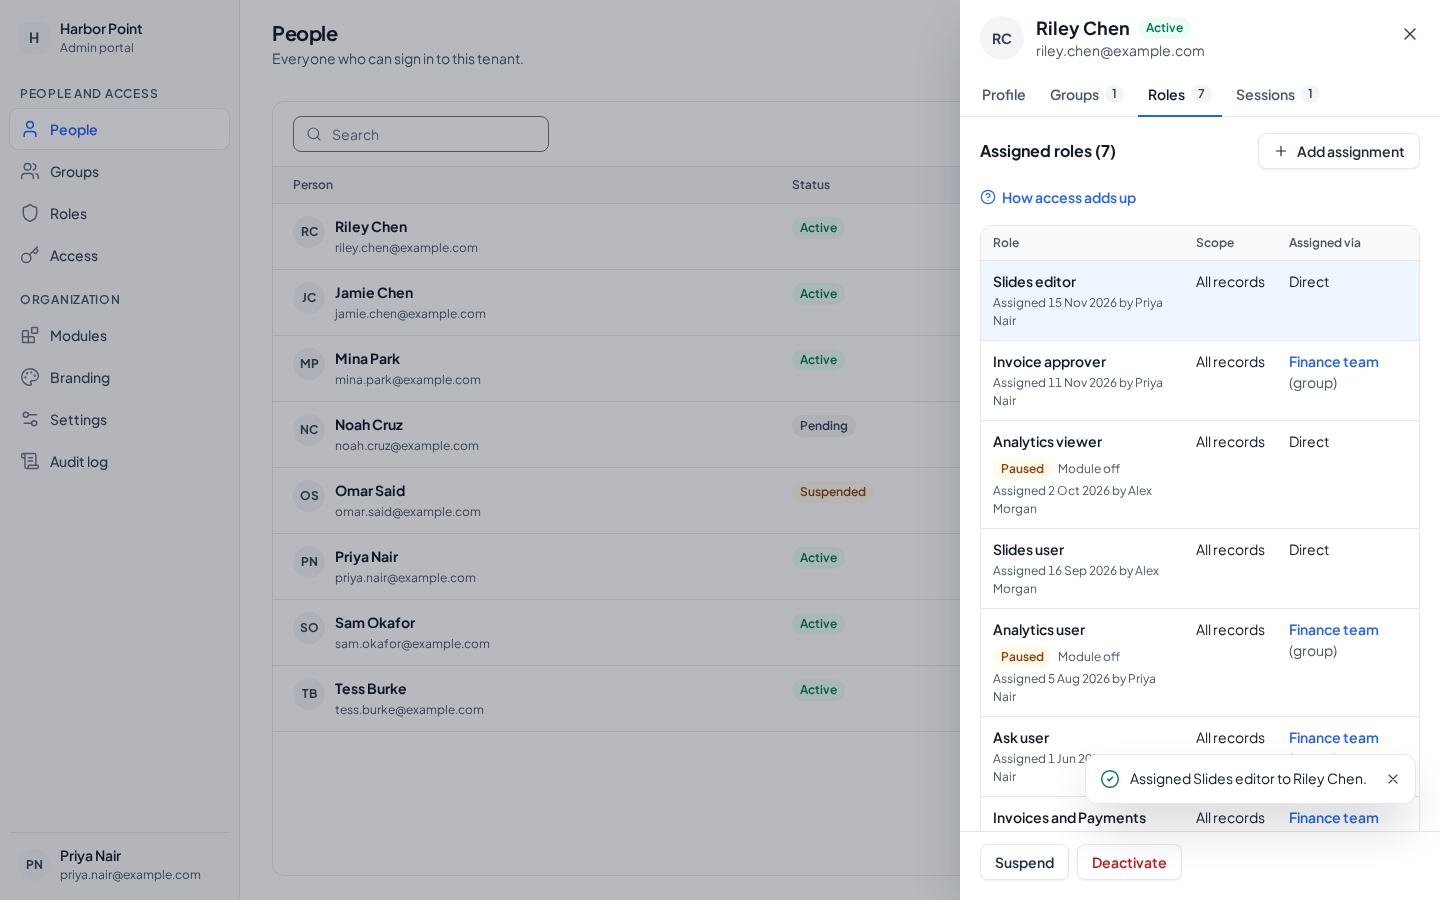 H
Harbor Point
Admin portal
PEOPLE AND ACCESS
People
Groups
Roles
Access
ORGANIZATION
Modules
Branding
Settings
Audit log
PN
Priya Nair
priya.nair@example.com
People
Everyone who can sign in to this tenant.
Search
Person Status
RC Riley Chen Active
riley.chen@example.com
JC Jamie Chen Active
jamie.chen@example.com
MP Mina Park Active
mina.park@example.com
NC Noah Cruz Pending
noah.cruz@example.com
OS Omar Said Suspended
omar.said@example.com
PN Priya Nair Active
priya.nair@example.com
SO Sam Okafor Active
sam.okafor@example.com
TB Tess Burke Active
tess.burke@example.com
RC Riley Chen Active
riley.chen@example.com
Profile Groups 1 Roles 7 Sessions 1
Assigned roles (7) Add assignment
How access adds up
Role Scope Assigned via
Slides editor All records Direct
Assigned 15 Nov 2026 by Priya
Nair
Invoice approver All records Finance team
Assigned 11 Nov 2026 by Priya (group)
Nair
Analytics viewer All records Direct
Paused Module off
Assigned 2 Oct 2026 by Alex
Morgan
Slides user All records Direct
Assigned 16 Sep 2026 by Alex
Morgan
Analytics user All records Finance team
(group)
Paused Module off
Assigned 5 Aug 2026 by Priya
Nair
Ask user All records Finance team
Assigned 1 Jun
Nair
Assigned Slides editor to Riley Chen.
Invoices and Payments All records Finance team
Suspend Deactivate